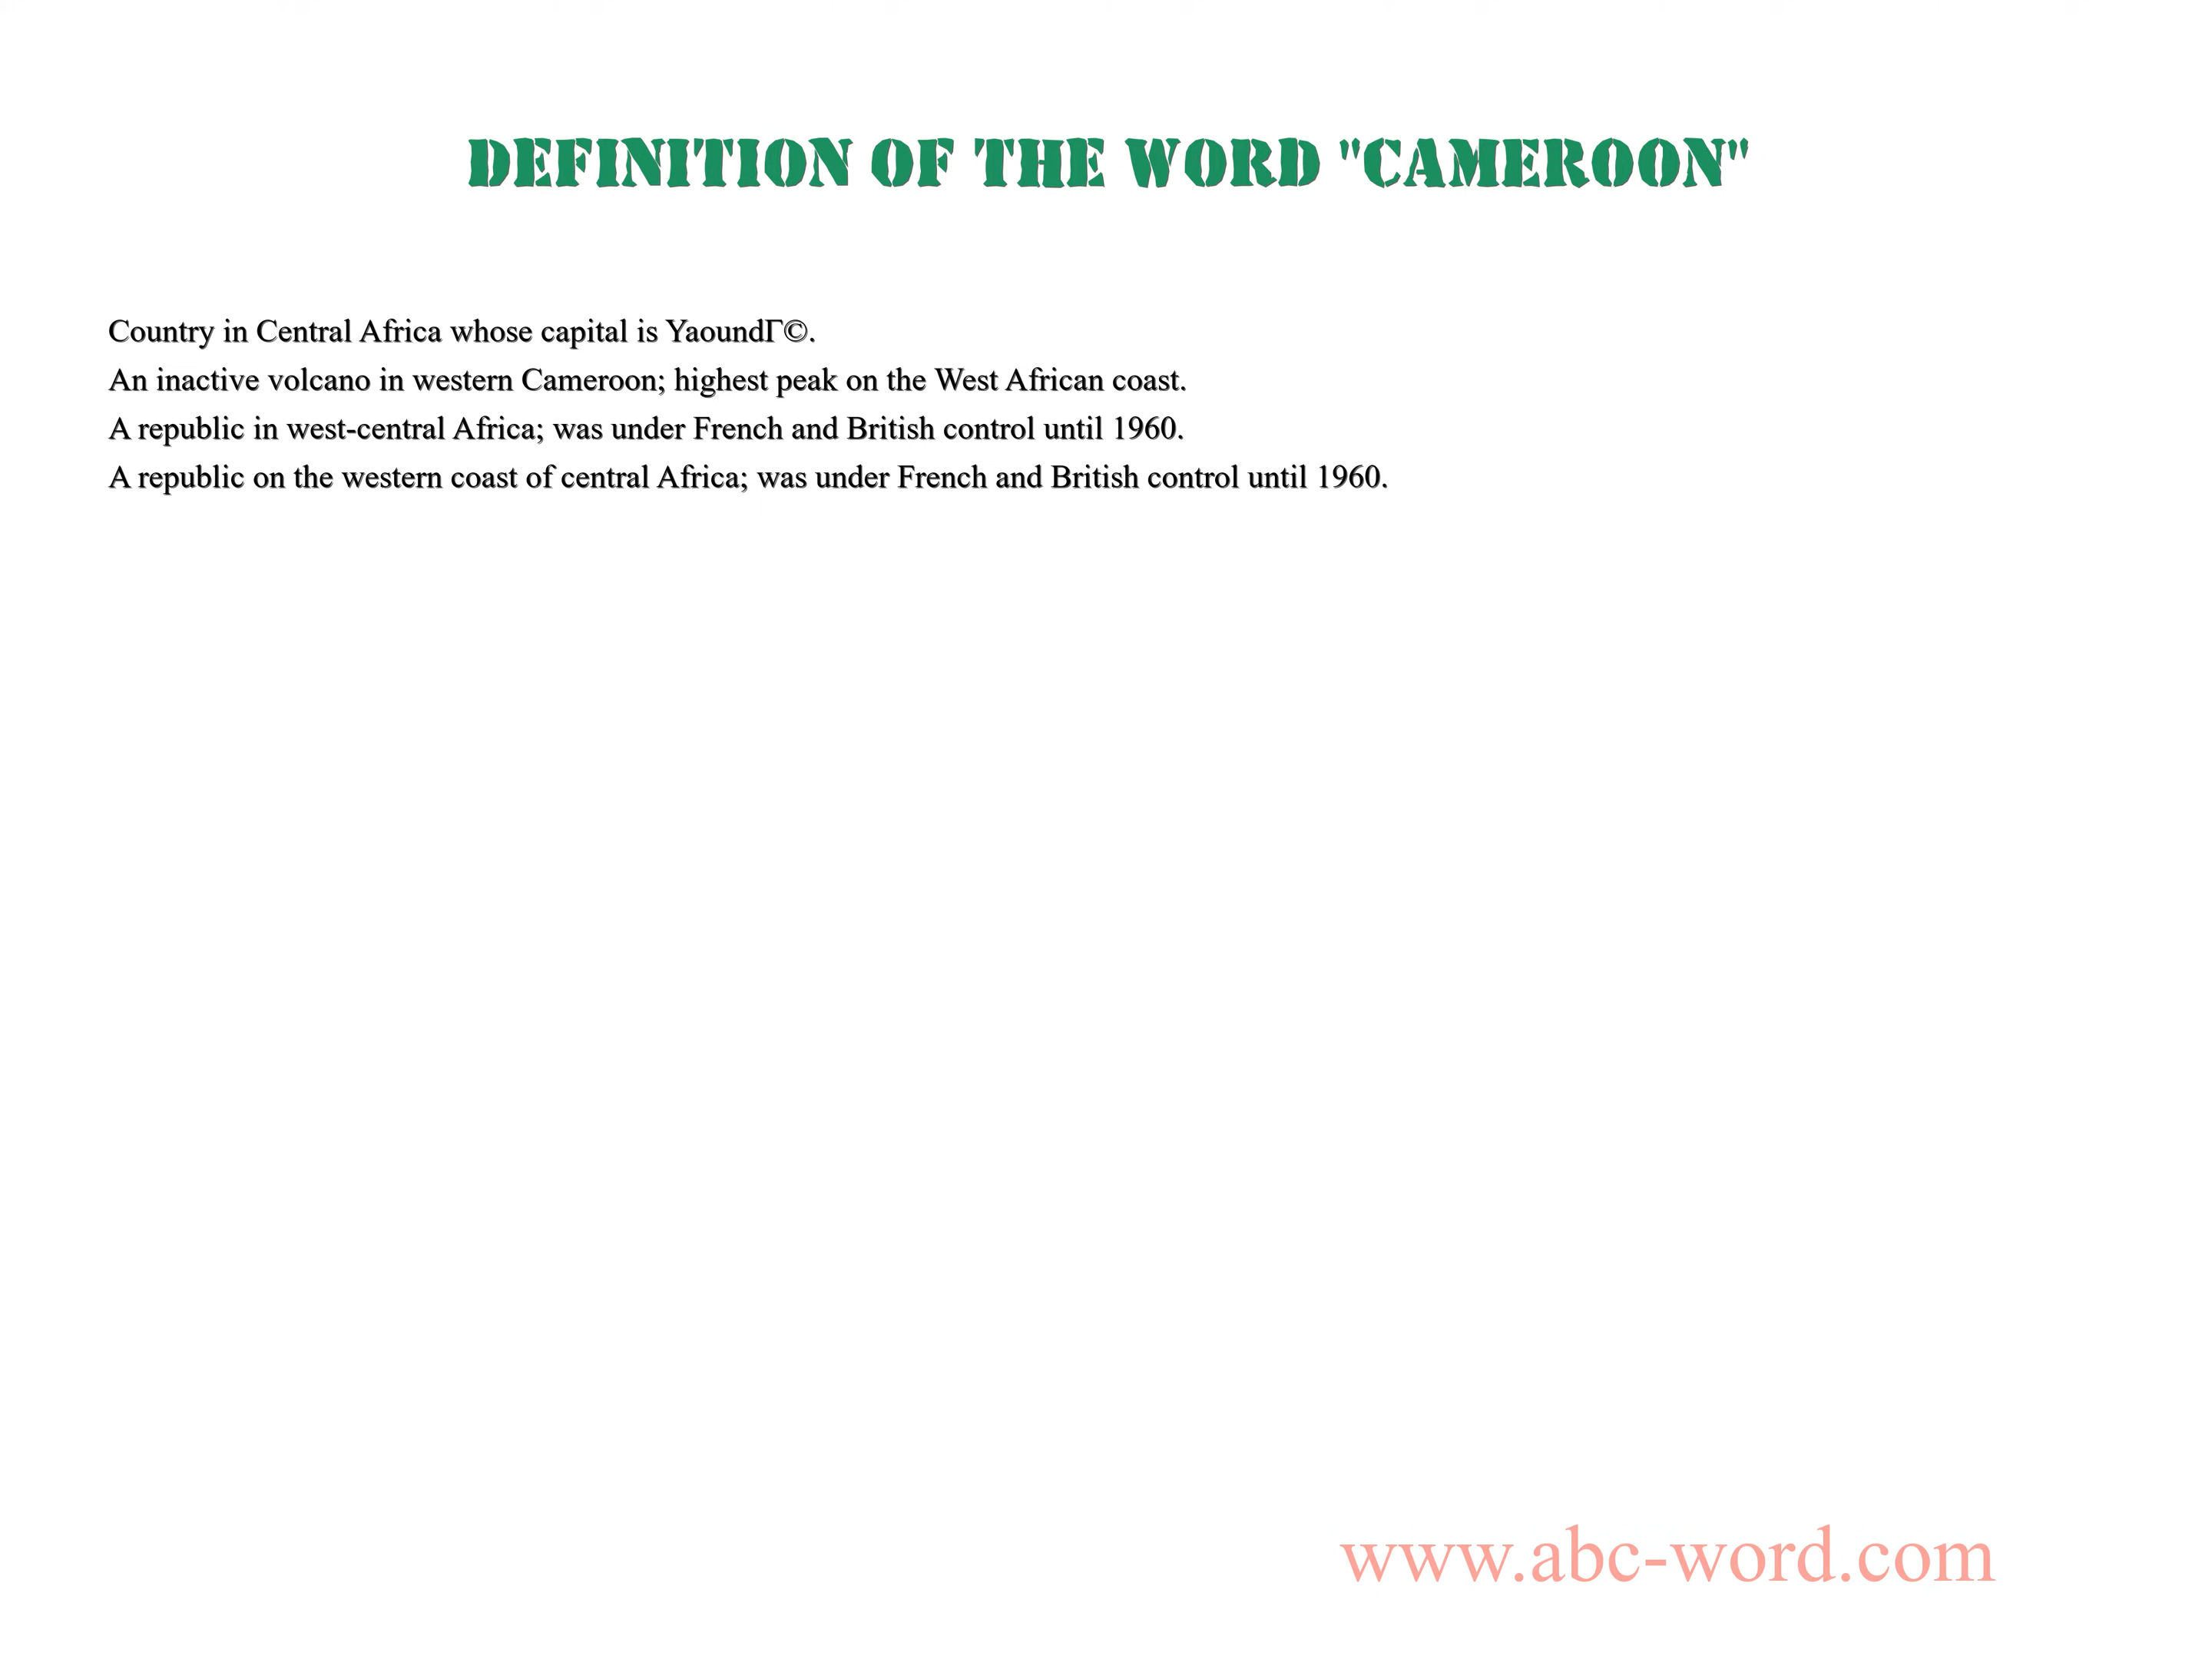 DEFINITION OF THE WORD "CAMEROON"
Country in Central Africa whose capital is YaoundГ©.
An inactive volcano in western Cameroon; highest peak on the West African coast.
A republic in west-central Africa; was under French and British control until 1960.
A republic on the western coast of central Africa; was under French and British control until 1960.
www.abc-word.com